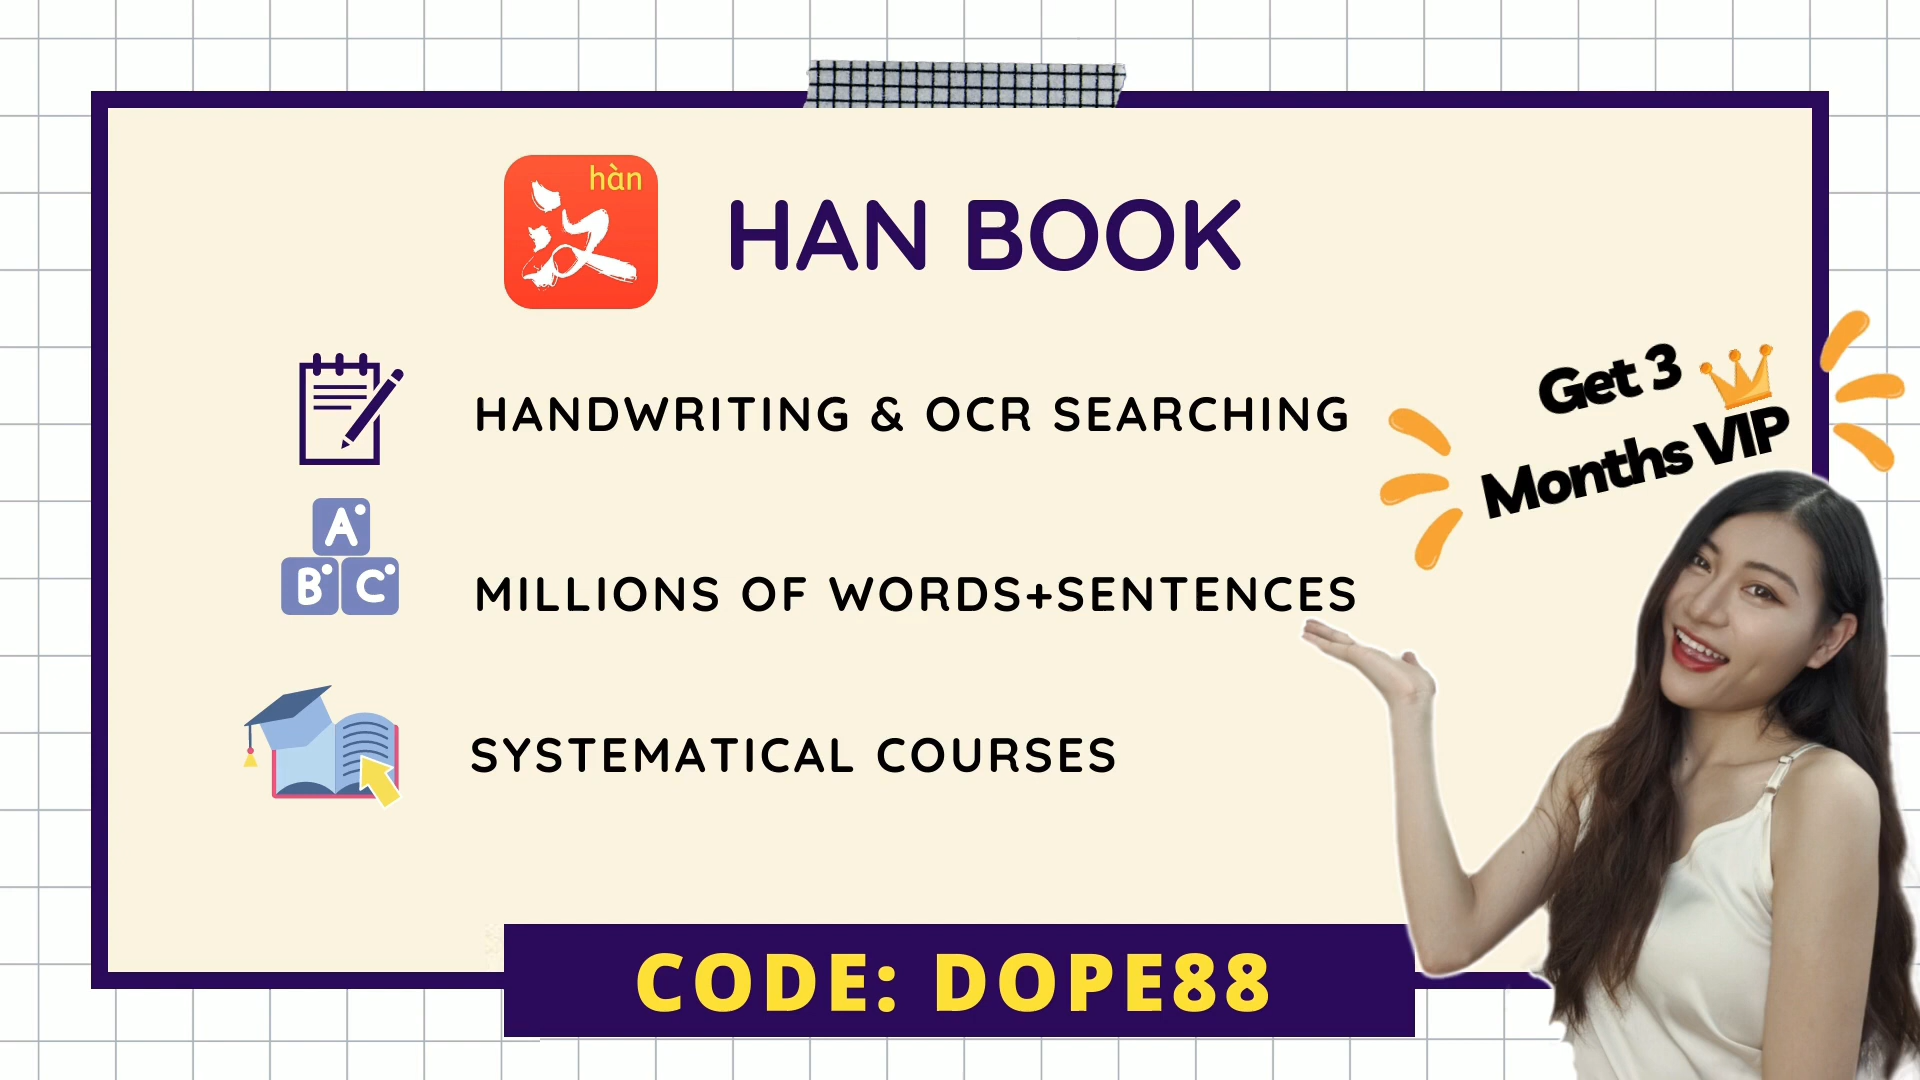 hàn
汉
HAN BOOK
HANDWRITING & OCR SEARCHING
Get 3
Months VIP
A
B C
MILLIONS OF WORDS+SENTENCES
SYSTEMATICAL COURSES
CODE: DOPE88